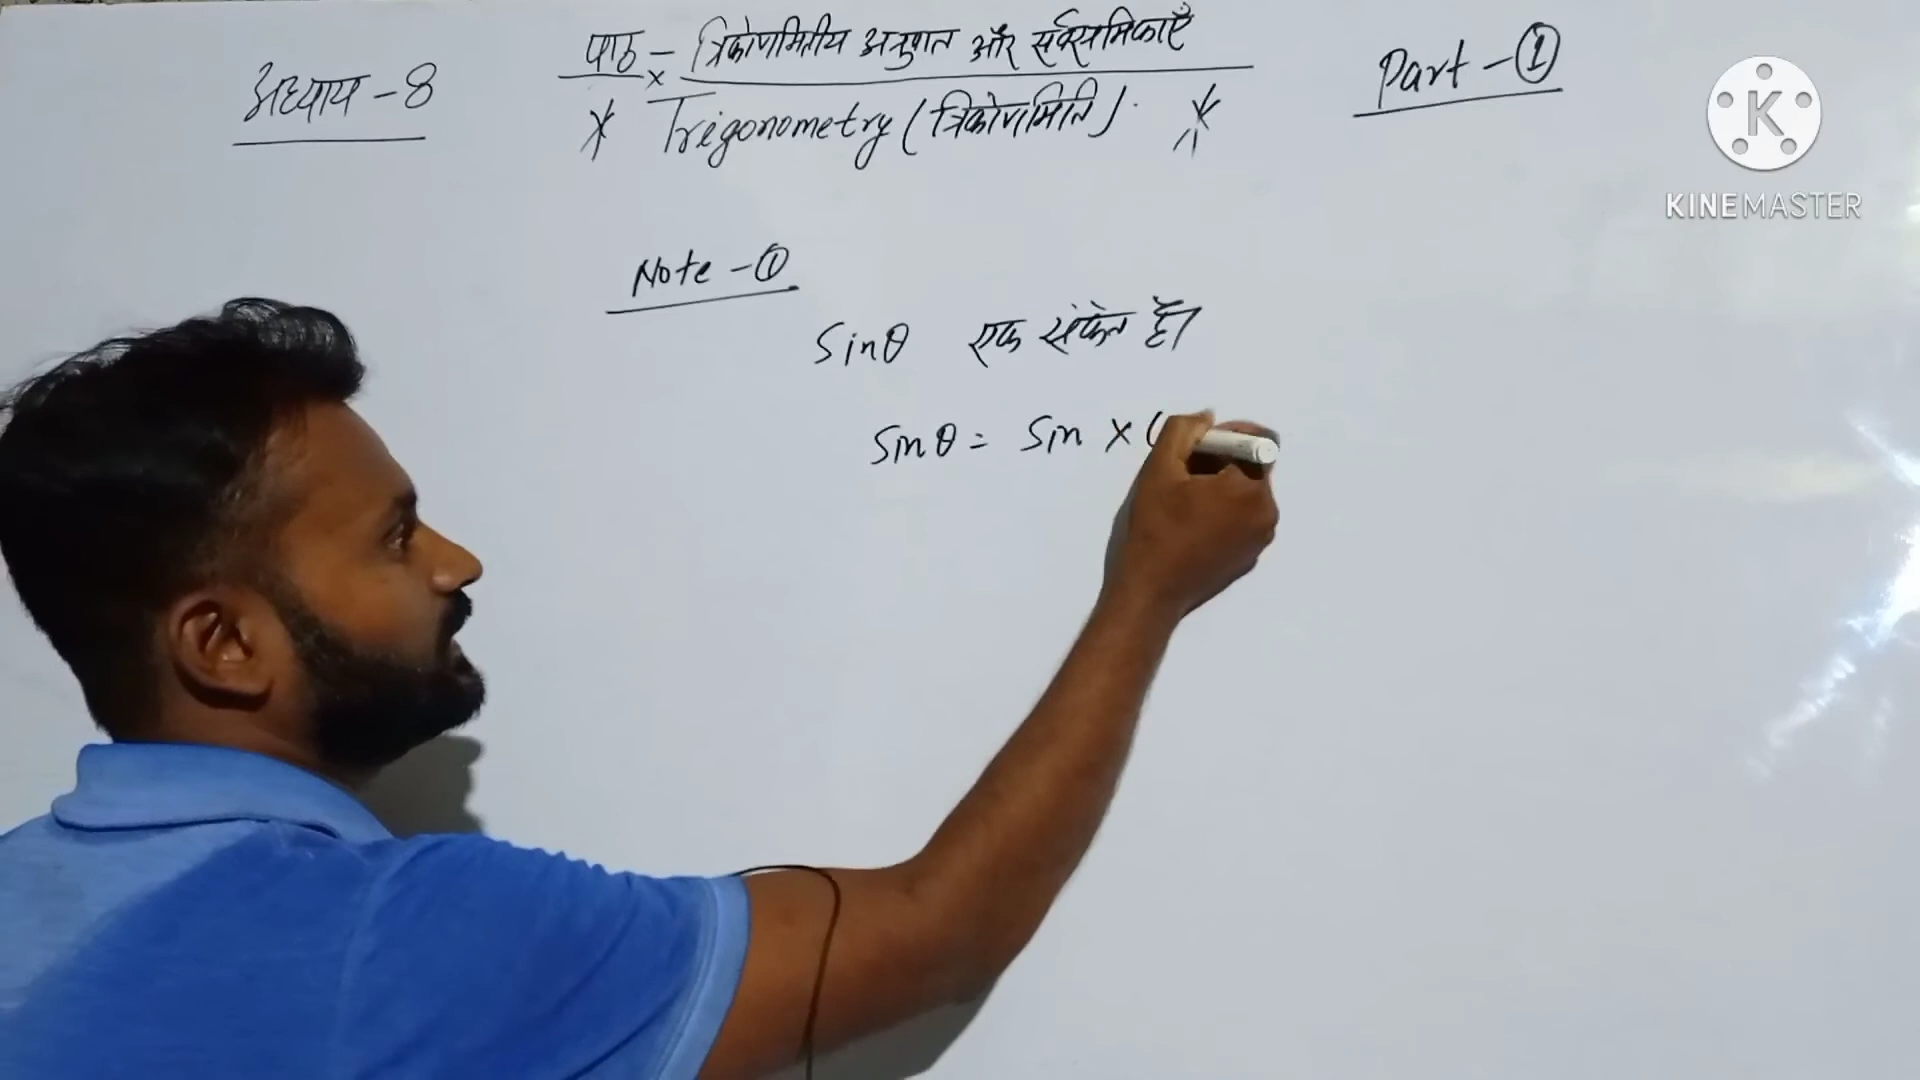 अध्याय - 8
पाठ - त्रिकोणमितीय अनुपात और सर्वसमिकाएँ
* Trigonometry (त्रिकोणमिति). *
Part - ①
KINEMASTER
Note - ①
Sinθ एक संकेत है।
Sinθ = Sin × (